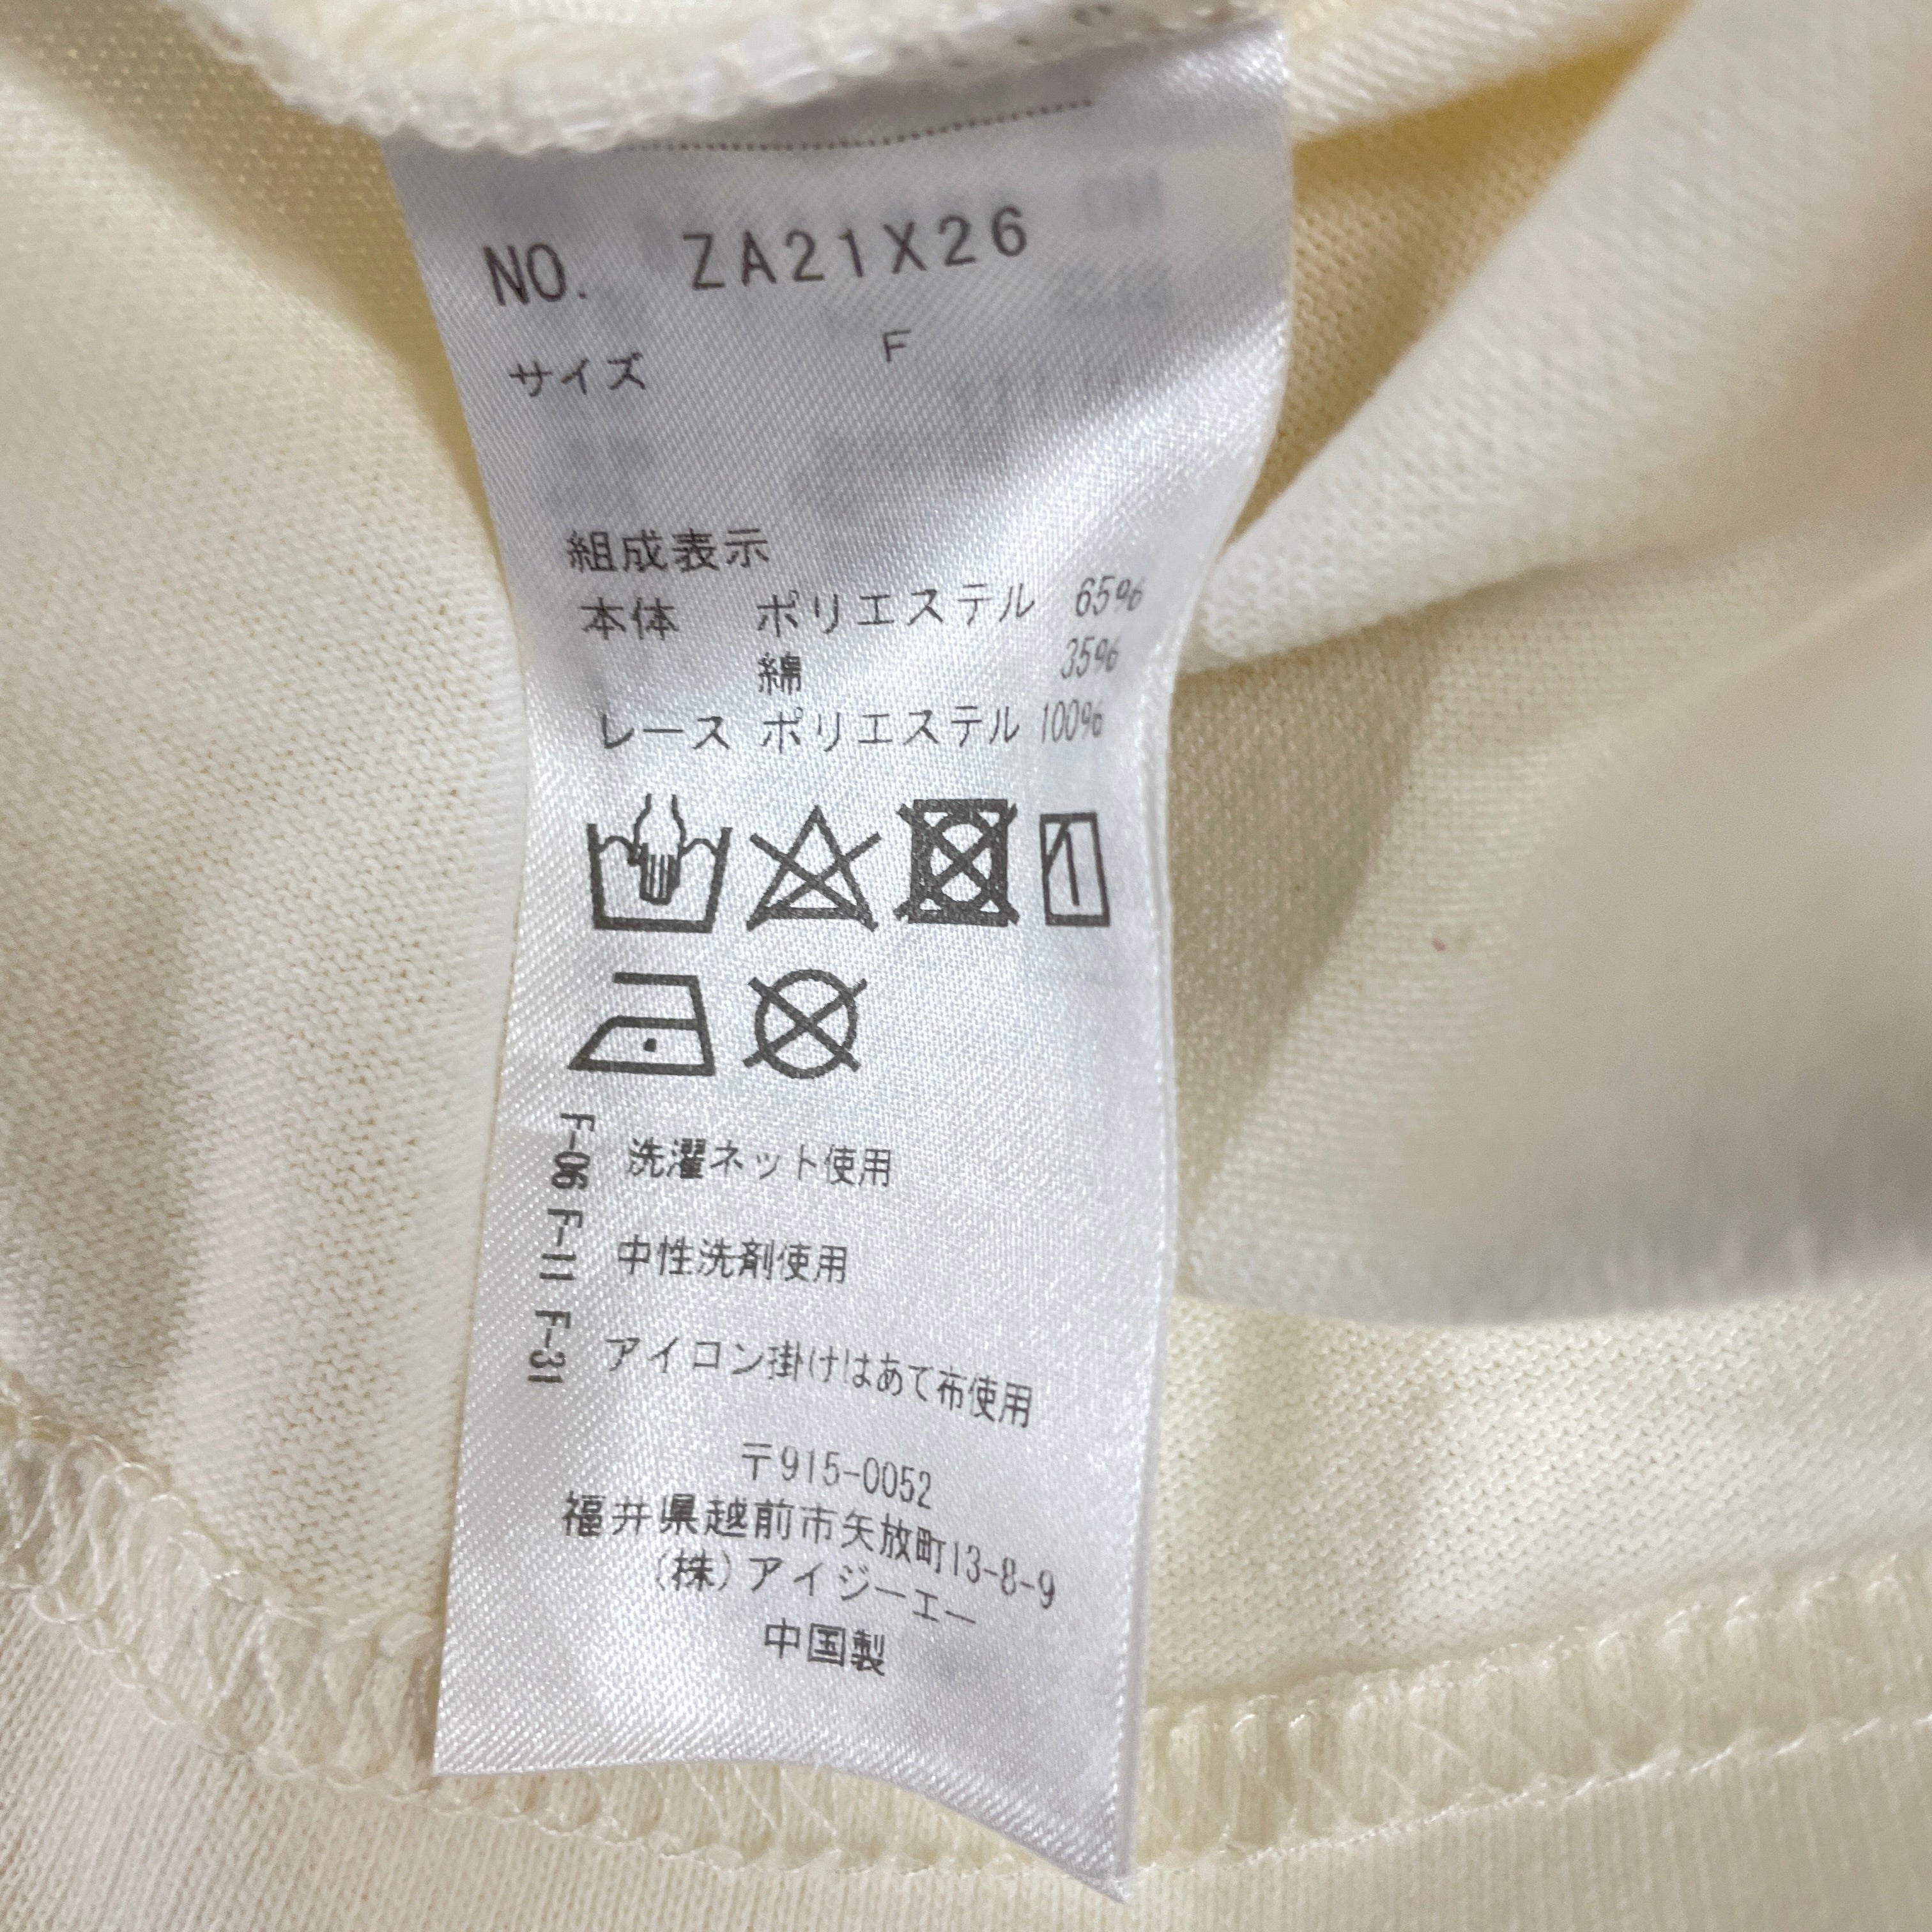 NO. ZA21X26
サイズ F
組成表示
本体 ポリエステル 65%
綿 35%
レース ポリエステル 100%
F-06 洗濯ネット使用
F-11 中性洗剤使用
F-31 アイロン掛けはあて布使用
〒915-0052
福井県越前市矢放町13-8-9
(株)アイジーエー
中国製